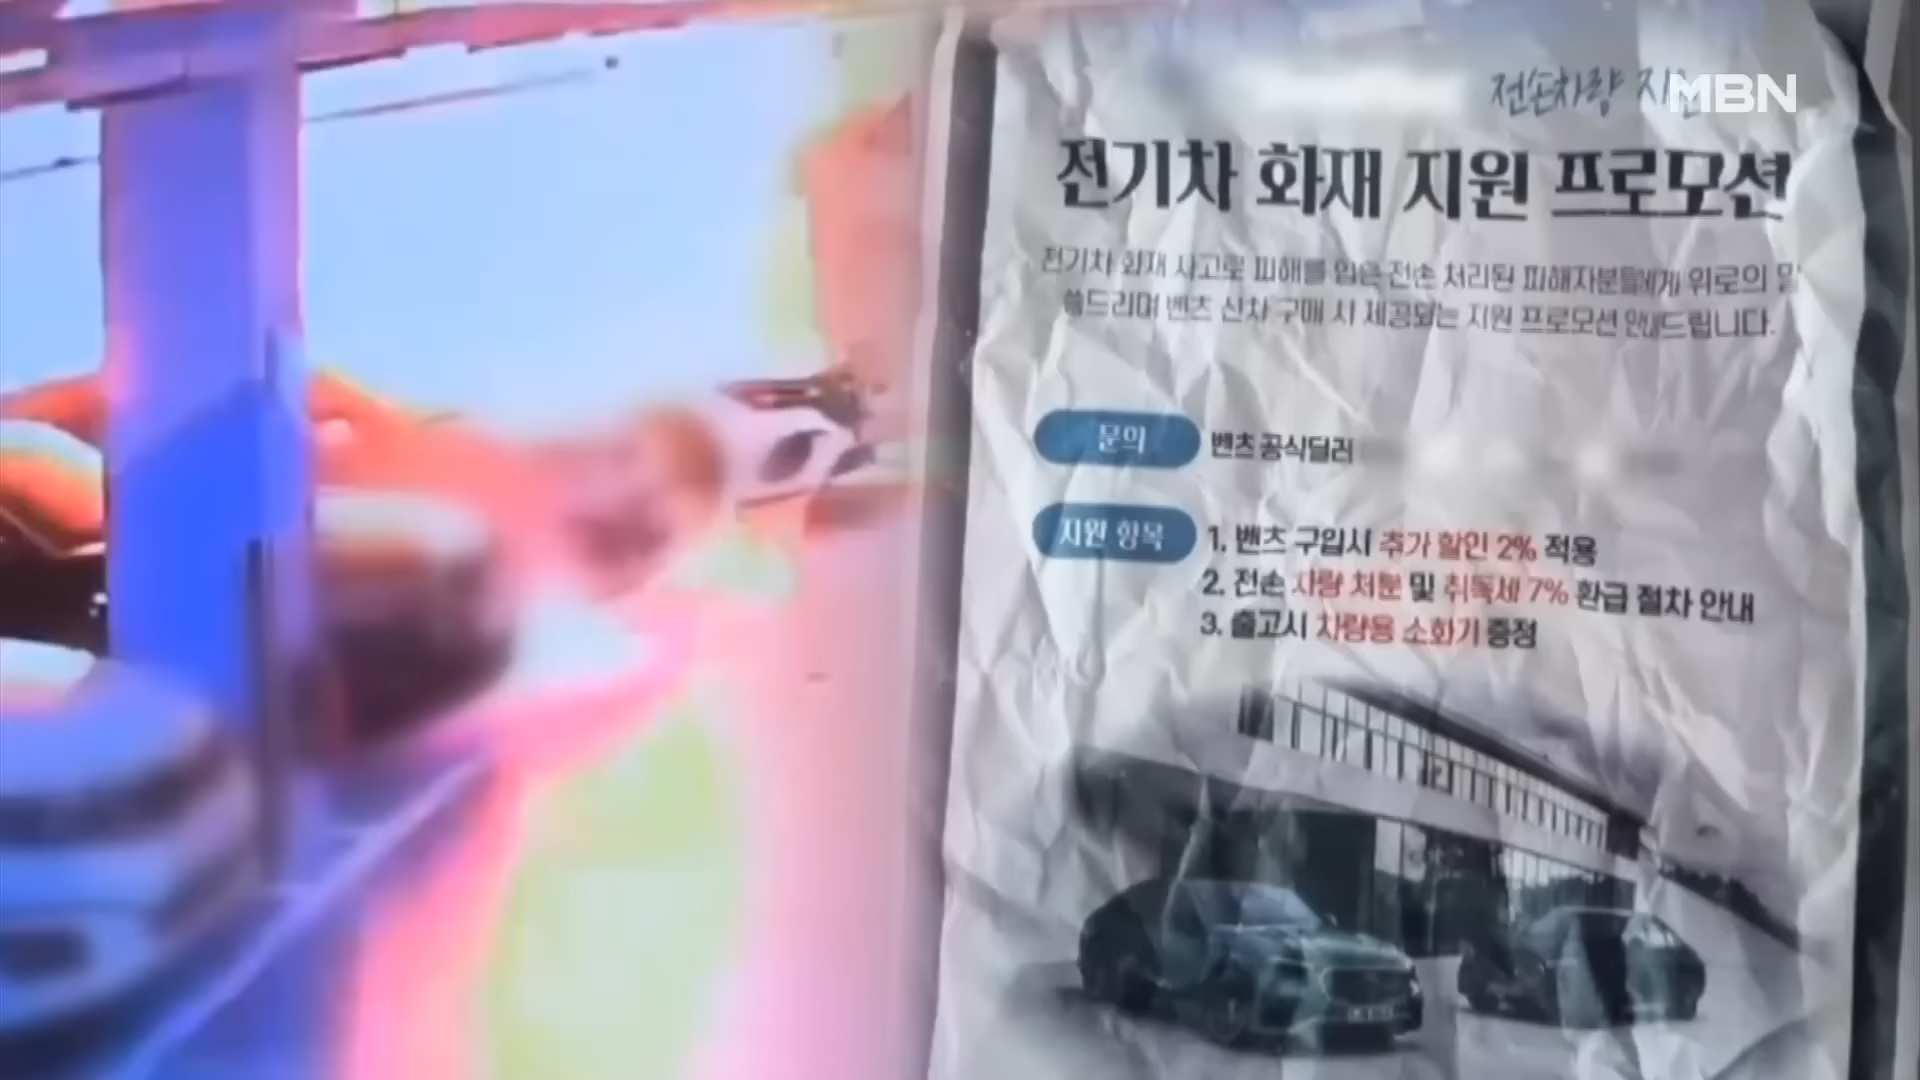 전손차량 지원
MBN
전기차 화재 지원 프로모션
전기차 화재 사고로 피해를 입은 전손 처리된 피해자분들에게 위로의 말
씀드리며 벤츠 신차 구매 시 제공되는 지원 프로모션 안내드립니다.
문의 벤츠 공식딜러
지원 항목 1. 벤츠 구입시 추가 할인 2% 적용
2. 전손 차량 처분 및 취득세 7% 환급 절차 안내
3. 출고시 차량용 소화기 증정